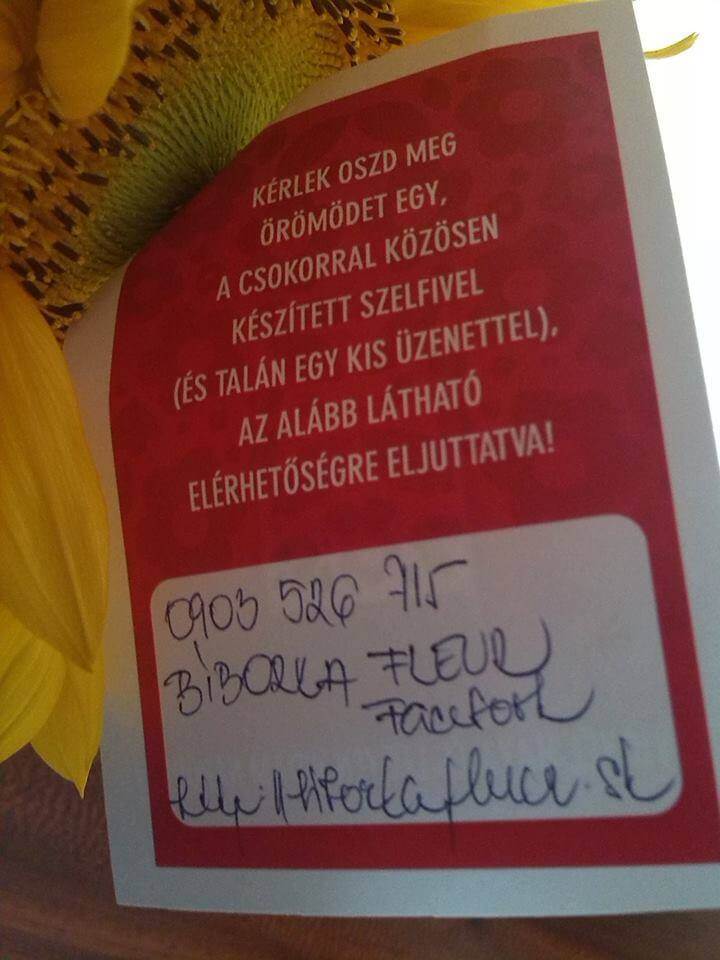 KÉRLEK OSZD MEG
ÖRÖMÖDET EGY,
A CSOKORRAL KÖZÖSEN
KÉSZÍTETT SZELFIVEL
(ÉS TALÁN EGY KIS ÜZENETTEL),
AZ ALÁBB LÁTHATÓ
ELÉRHETŐSÉGRE ELJUTTATVA!
0903 526 715
BÍBORKA FLEUR